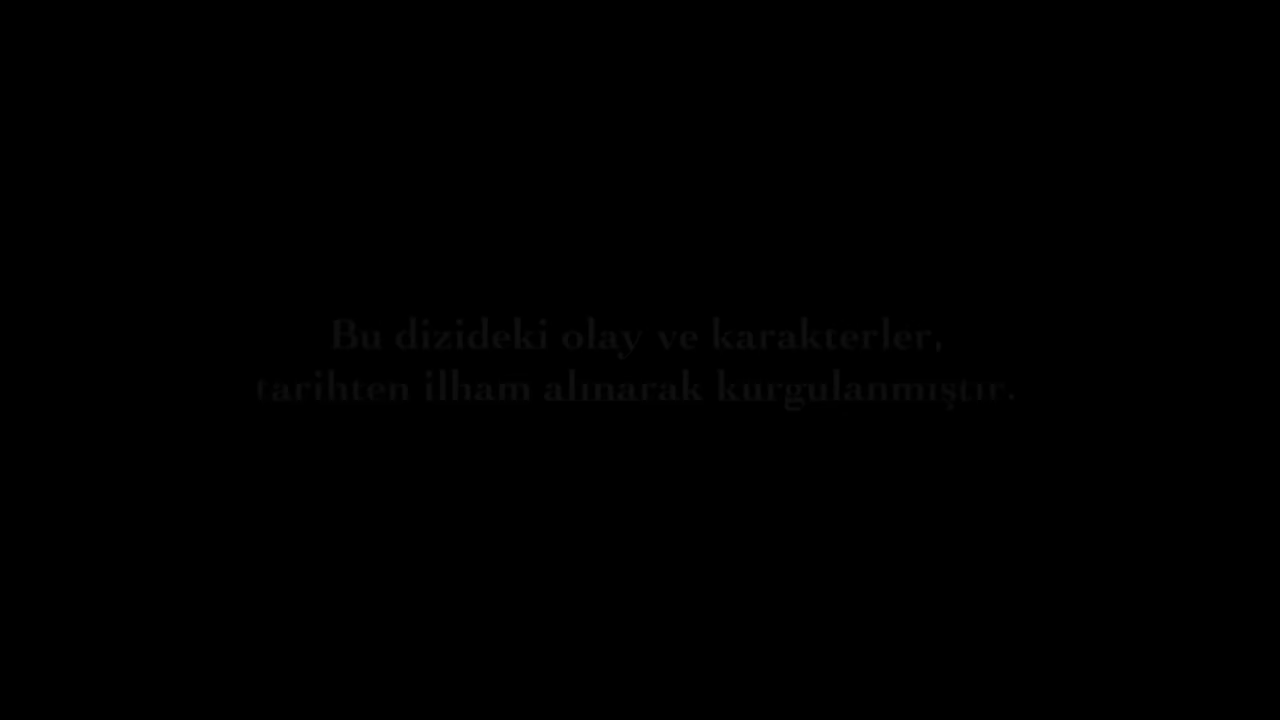 Bu dizideki olay ve karakterler,
tarihten ilham alınarak kurgulanmıştır.